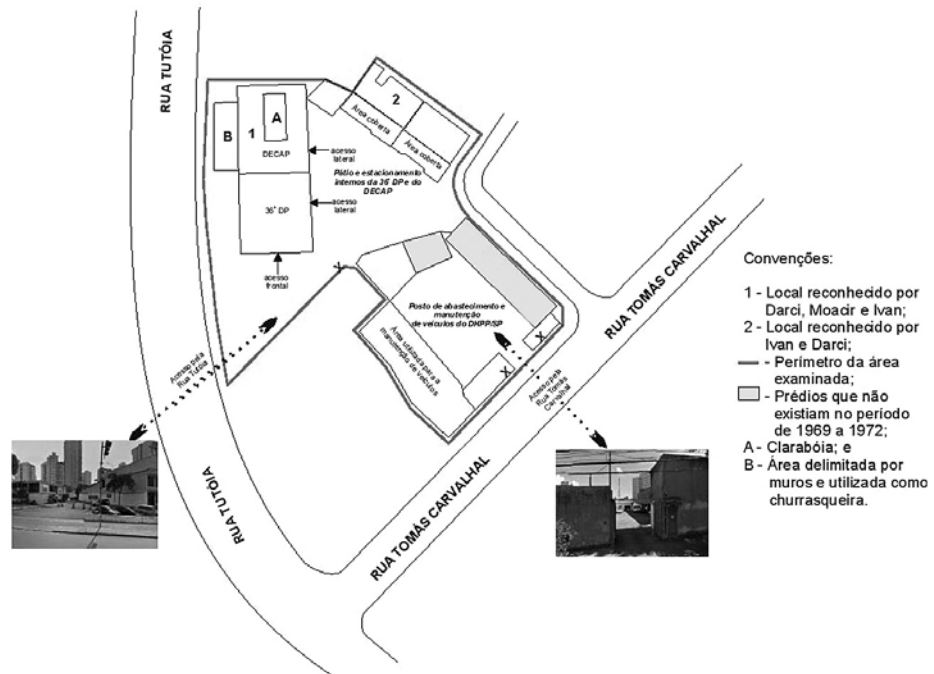 RUA TUTÓIA
2
A
B
1
Área coberta
Área coberta
DECAP
acesso
lateral
Pátio e estacionamento
internos da 36 DP e do
DECAP
36° DP
acesso
lateral
acesso
frontal
X
RUA TOMÁS CARVALHAL
Posto de abastecimento e
manutenção
de veículos do DHPP/SP
Área utilizada para a
manutenção de veículos
X
X
Acesso pela
Rua Tutóia
Acesso pela
Rua Tomás
Carvalhal
RUA TUTÓIA
RUA TOMÁS CARVALHAL
Convenções:
1 - Local reconhecido por
Darci, Moacir e Ivan;
2 - Local reconhecido por
Ivan e Darci;
- Perímetro da área
examinada;
- Prédios que não
existiam no período
de 1969 a 1972;
A - Clarabóia; e
B - Área delimitada por
muros e utilizada como
churrasqueira.